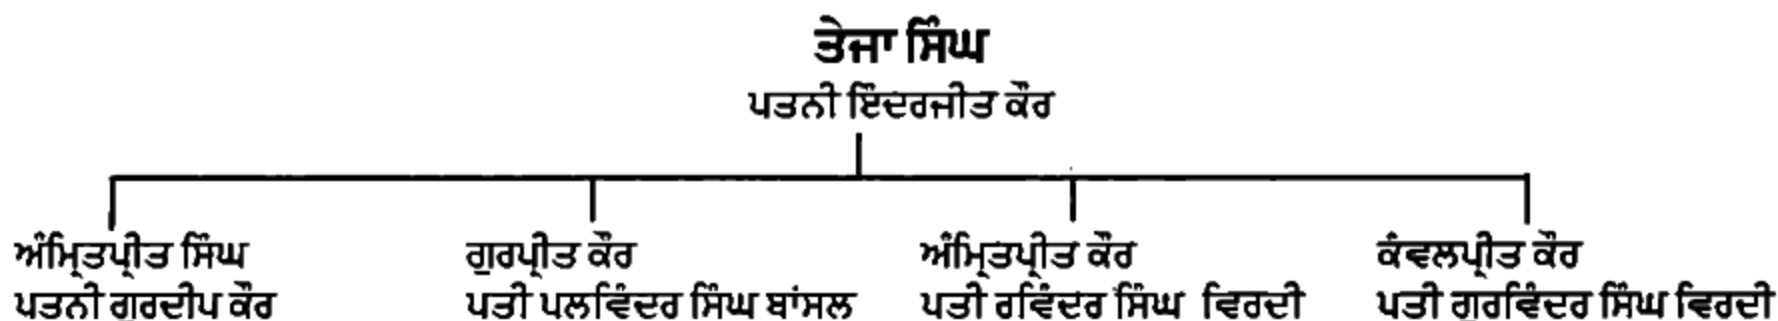 ਤੇਜਾ ਸਿੰਘ
ਪਤਨੀ ਇੰਦਰਜੀਤ ਕੌਰ
ਅੰਮ੍ਰਿਤਪ੍ਰੀਤ ਸਿੰਘ
ਪਤਨੀ ਗੁਰਦੀਪ ਕੌਰ
ਗੁਰਪ੍ਰੀਤ ਕੌਰ
ਪਤੀ ਪਲਵਿੰਦਰ ਸਿੰਘ ਬਾਂਸਲ
ਅੰਮ੍ਰਿਤਪ੍ਰੀਤ ਕੌਰ
ਪਤੀ ਰਵਿੰਦਰ ਸਿੰਘ ਵਿਰਦੀ
ਕੰਵਲਪ੍ਰੀਤ ਕੌਰ
ਪਤੀ ਗੁਰਵਿੰਦਰ ਸਿੰਘ ਵਿਰਦੀ